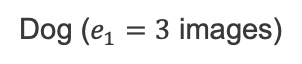 Dog (e₁ = 3 images)